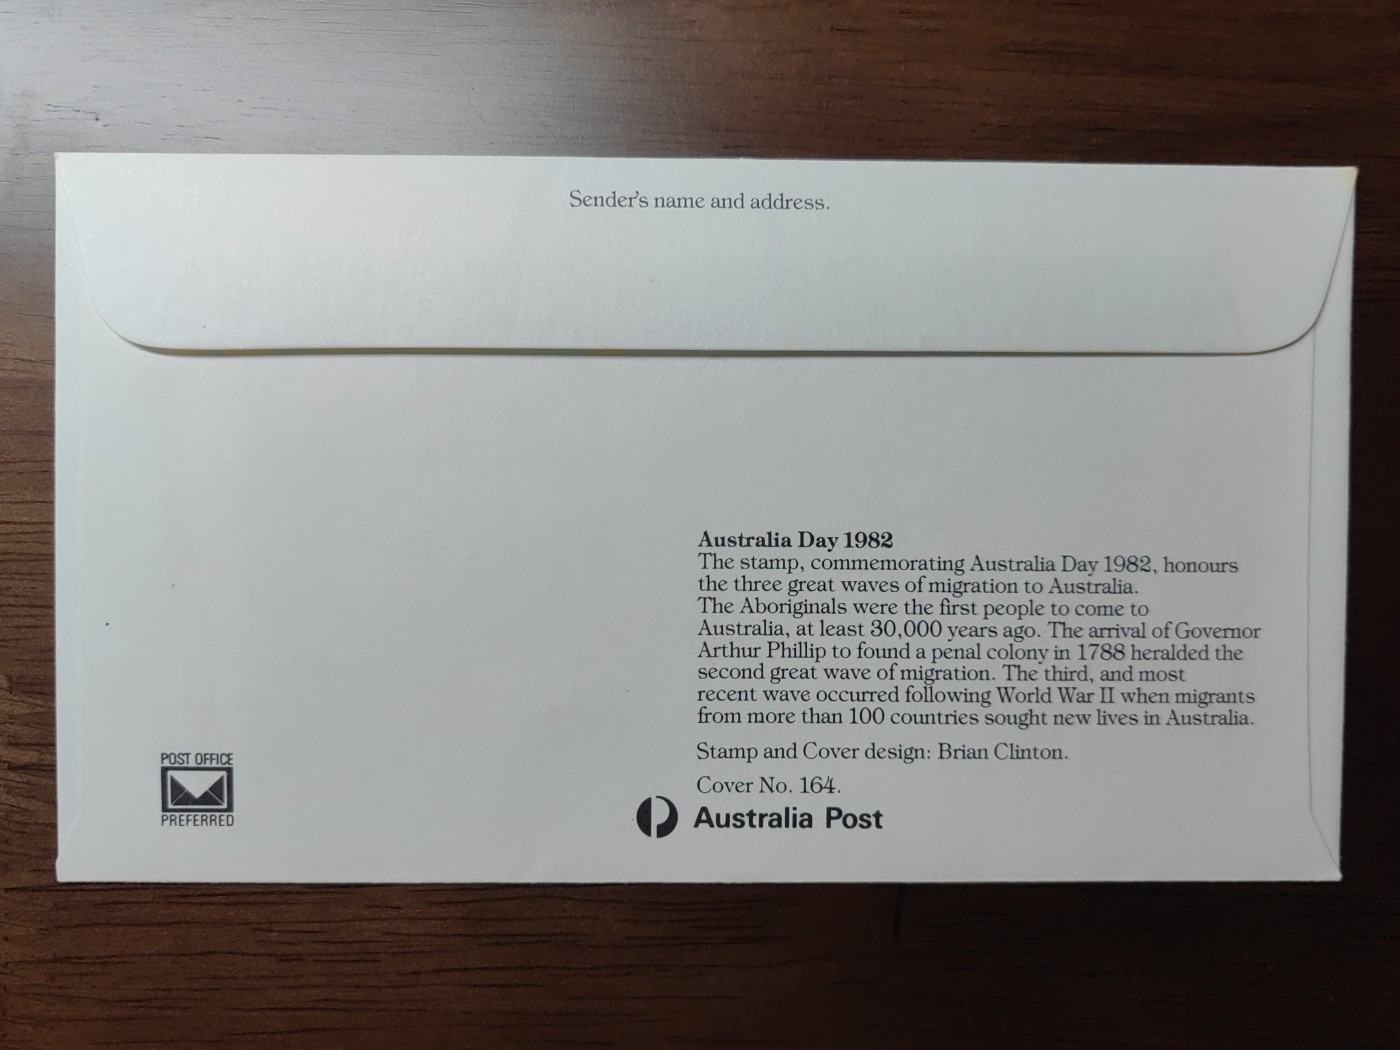 Sender's name and address.
Australia Day 1982
The stamp, commemorating Australia Day 1982, honours
the three great waves of migration to Australia.
The Aboriginals were the first people to come to
Australia, at least 30,000 years ago. The arrival of Governor
Arthur Phillip to found a penal colony in 1788 heralded the
second great wave of migration. The third, and most
recent wave occurred following World War II when migrants
from more than 100 countries sought new lives in Australia.
Stamp and Cover design: Brian Clinton.
Cover No. 164.
Australia Post
POST OFFICE
PREFERRED